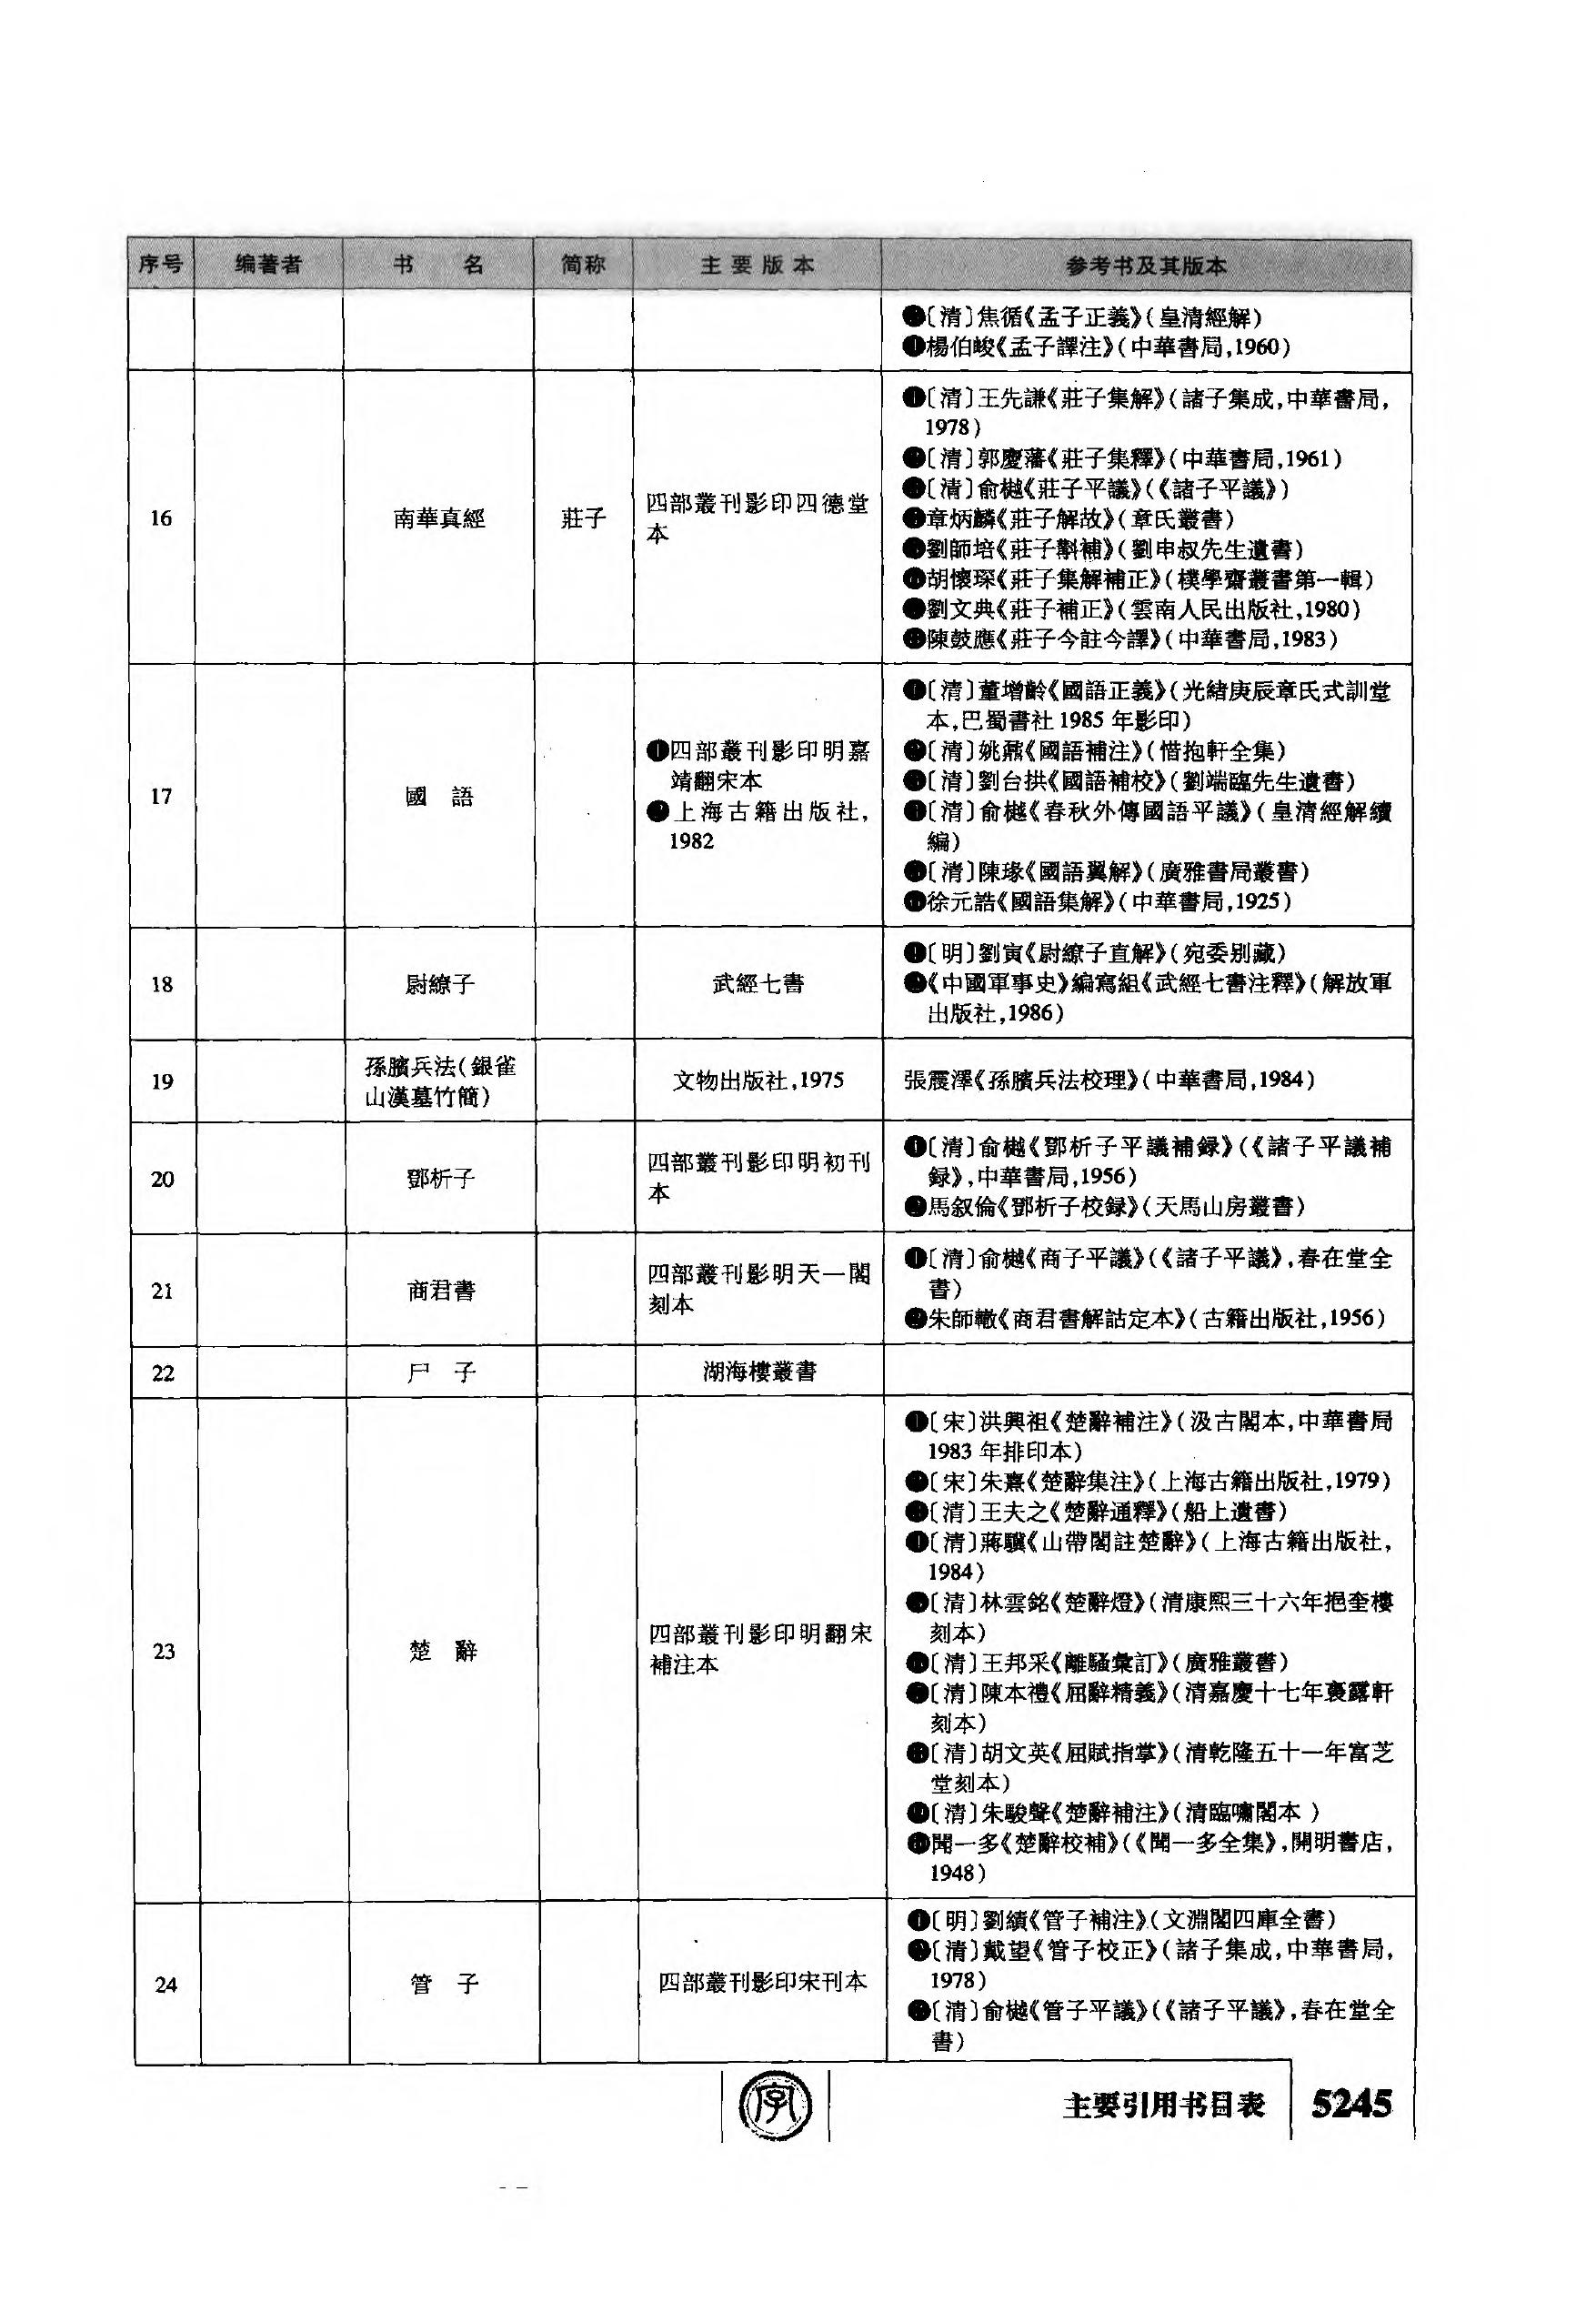 序号 编著者 书 名 简称 主要版本 参考书及其版本
〔清〕焦循《孟子正義》(皇清經解)
楊伯峻《孟子譯注》(中華書局,1960)
16 南華真經 莊子 四部叢刊影印四德堂
本
❶〔清〕王先謙《莊子集解》(諸子集成,中華書局,
1978)
❷〔清〕郭慶藩《莊子集釋》(中華書局,1961)
❸〔清〕俞樾《莊子平議》(《諸子平議》)
❹章炳麟《莊子解故》(章氏叢書)
❺劉師培《莊子斠補》(劉申叔先生遺書)
❻胡懷琛《莊子集解補正》(樸學齋叢書第一輯)
❼劉文典《莊子補正》(雲南人民出版社,1980)
❽陳鼓應《莊子今註今譯》(中華書局,1983)
17 國 語
❶四部叢刊影印明嘉
靖翻宋本
❷上海古籍出版社,
1982
❶〔清〕董增齡《國語正義》(光緒庚辰章氏式訓堂
本,巴蜀書社1985年影印)
❷〔清〕姚鼐《國語補注》(惜抱軒全集)
❸〔清〕劉台拱《國語補校》(劉端臨先生遺書)
❹〔清〕俞樾《春秋外傳國語平議》(皇清經解續
編)
❺〔清〕陳瑑《國語翼解》(廣雅書局叢書)
❻徐元誥《國語集解》(中華書局,1925)
18 尉繚子 武經七書
❶〔明〕劉寅《尉繚子直解》(宛委别藏)
❷《中國軍事史》編寫組《武經七書注釋》(解放軍
出版社,1986)
19 孫臏兵法(銀雀
山漢墓竹簡)
文物出版社,1975 張震澤《孫臏兵法校理》(中華書局,1984)
20 鄧析子 四部叢刊影印明初刊
本
❶〔清〕俞樾《鄧析子平議補録》(《諸子平議補
録》,中華書局,1956)
❷馬叙倫《鄧析子校録》(天馬山房叢書)
21 商君書 四部叢刊影明天一閣
刻本
❶〔清〕俞樾《商子平議》(《諸子平議》,春在堂全
書)
❷朱師轍《商君書解詁定本》(古籍出版社,1956)
22 尸 子 湖海樓叢書
23 楚 辭 四部叢刊影印明翻宋
補注本
❶〔宋〕洪興祖《楚辭補注》(汲古閣本,中華書局
1983年排印本)
❷〔宋〕朱熹《楚辭集注》(上海古籍出版社,1979)
❸〔清〕王夫之《楚辭通釋》(船上遺書)
❹〔清〕蔣驥《山帶閣註楚辭》(上海古籍出版社,
1984)
❺〔清〕林雲銘《楚辭燈》(清康熙三十六年挹奎樓
刻本)
❻〔清〕王邦采《離騷彙訂》(廣雅叢書)
❼〔清〕陳本禮《屈辭精義》(清嘉慶十七年裛露軒
刻本)
❽〔清〕胡文英《屈賦指掌》(清乾隆五十一年富芝
堂刻本)
❾〔清〕朱駿聲《楚辭補注》(清臨嘯閣本)
❿聞一多《楚辭校補》(《聞一多全集》,開明書店,
1948)
24 管 子 四部叢刊影印宋刊本
❶〔明〕劉績《管子補注》(文淵閣四庫全書)
❷〔清〕戴望《管子校正》(諸子集成,中華書局,
1978)
❸〔清〕俞樾《管子平議》(《諸子平議》,春在堂全
書)
字 主要引用书目表 5245